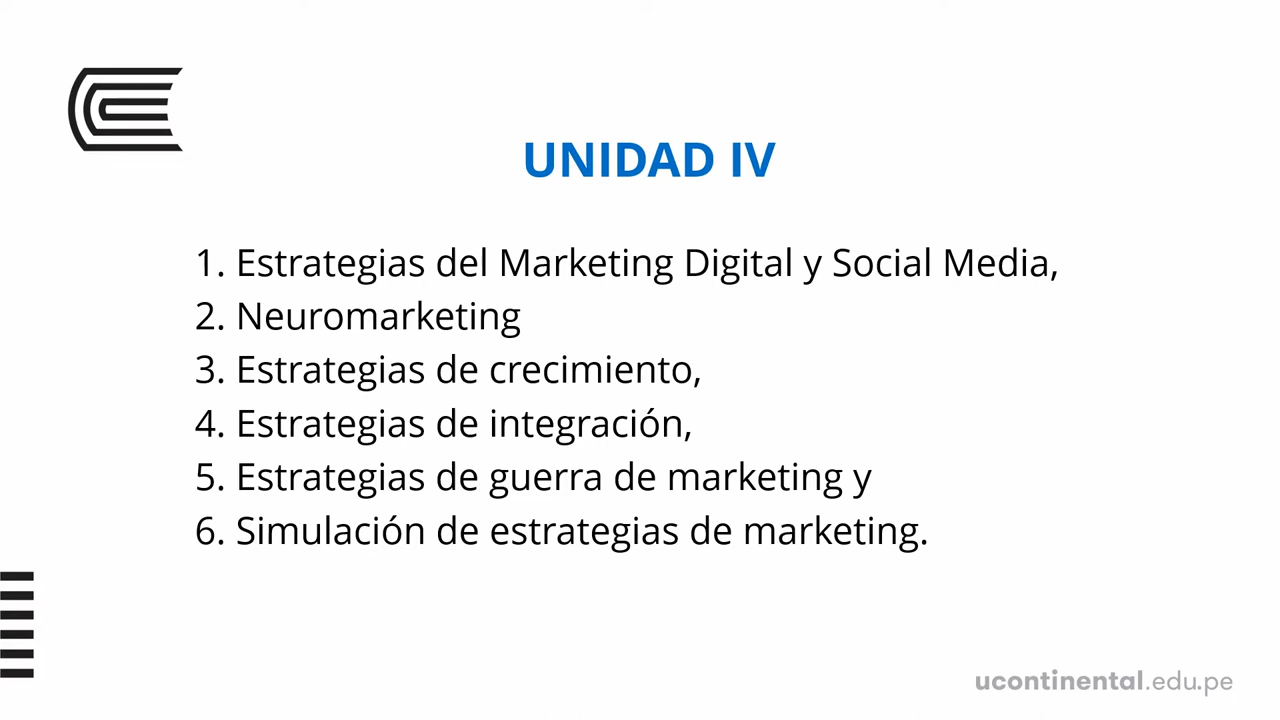 UNIDAD IV
1. Estrategias del Marketing Digital y Social Media,
2. Neuromarketing
3. Estrategias de crecimiento,
4. Estrategias de integración,
5. Estrategias de guerra de marketing y
6. Simulación de estrategias de marketing.
ucontinental.edu.pe